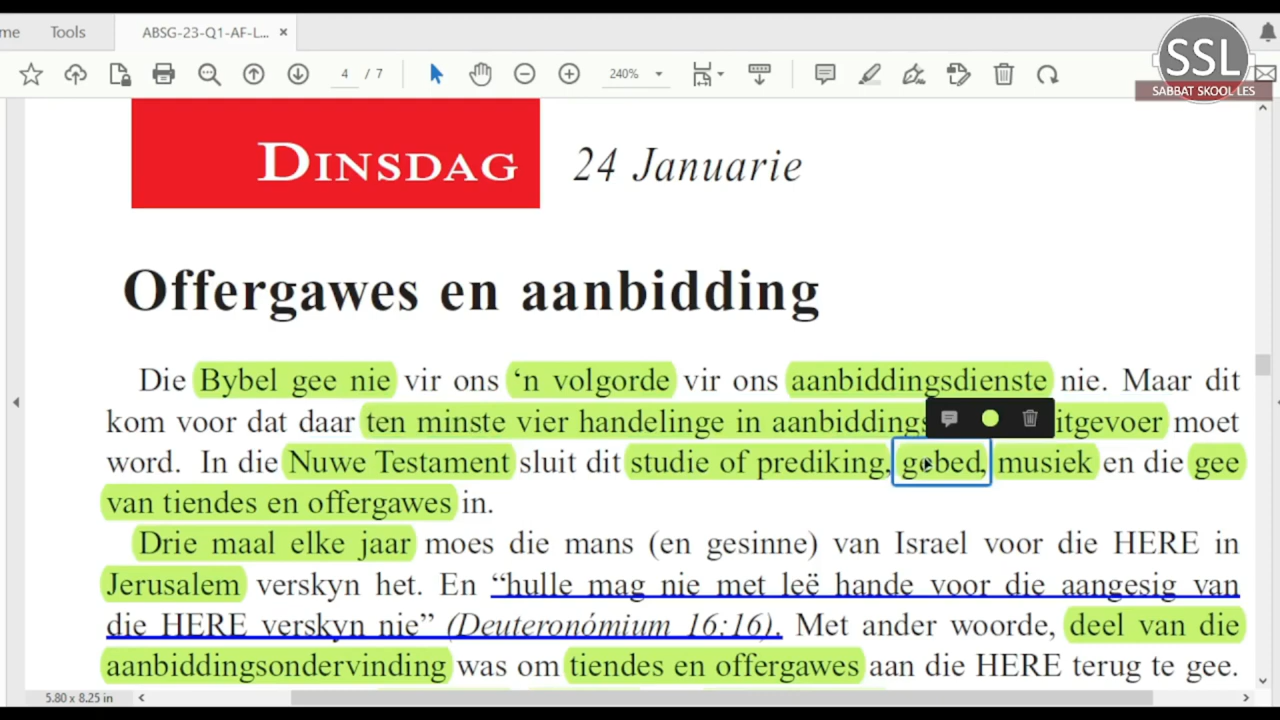 me Tools ABSG-23-Q1-AF-L... ×
SSL
SABBAT SKOOL LES
4 / 7 240%
DINSDAG 24 Januarie
Offergawes en aanbidding
Die Bybel gee nie vir ons ‘n volgorde vir ons aanbiddingsdienste nie. Maar dit
kom voor dat daar ten minste vier handelinge in aanbiddings itgevoer moet
word. In die Nuwe Testament sluit dit studie of prediking, gebed, musiek en die gee
van tiendes en offergawes in.
Drie maal elke jaar moes die mans (en gesinne) van Israel voor die HERE in
Jerusalem verskyn het. En “hulle mag nie met leë hande voor die aangesig van
die HERE verskyn nie” (Deuteronómium 16:16). Met ander woorde, deel van die
aanbiddingsondervinding was om tiendes en offergawes aan die HERE terug te gee.
5.80 x 8.25 in